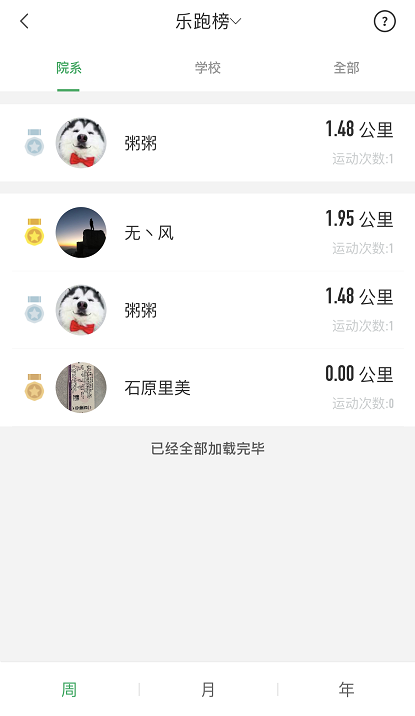 乐跑榜
?
院系 学校 全部
粥粥 1.48 公里
运动次数:1
无丶风 1.95 公里
运动次数:1
粥粥 1.48 公里
运动次数:1
石原里美 0.00 公里
运动次数:0
已经全部加载完毕
周 月 年